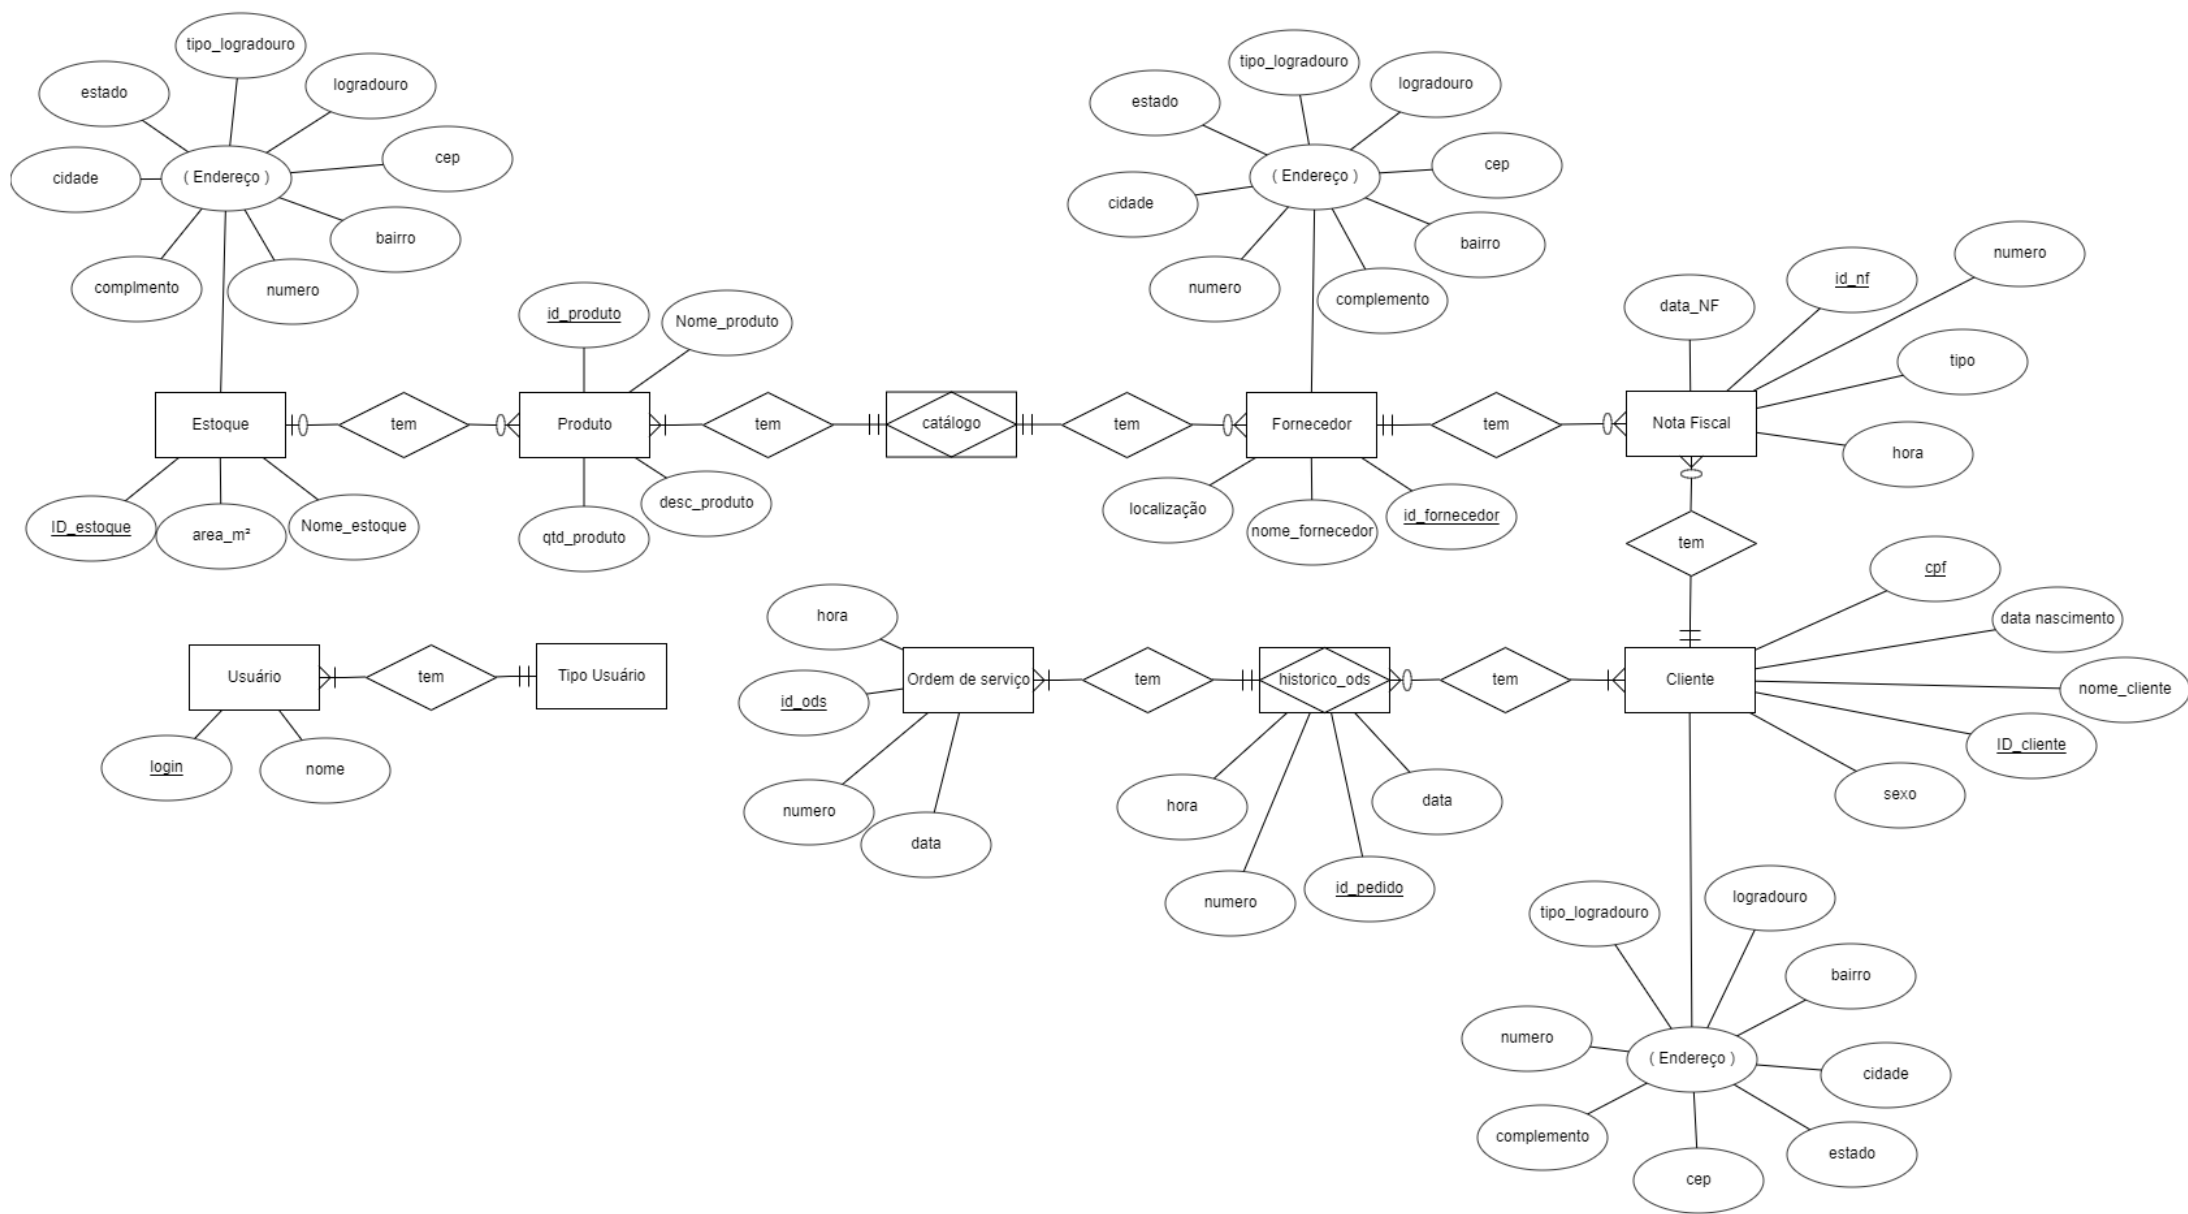 tipo_logradouro
logradouro
estado
cep
( Endereço )
cidade
bairro
complmento
numero
tipo_logradouro
logradouro
estado
cep
( Endereço )
cidade
bairro
numero
complemento
id_produto
Nome_produto
data_NF
id_nf
numero
tipo
hora
Estoque
tem
Produto
tem
catálogo
tem
Fornecedor
tem
Nota Fiscal
ID_estoque
area_m²
Nome_estoque
qtd_produto
desc_produto
localização
nome_fornecedor
id_fornecedor
tem
cpf
data nascimento
nome_cliente
ID_cliente
sexo
Usuário
tem
Tipo Usuário
login
nome
hora
id_ods
numero
data
Ordem de serviço
tem
historico_ods
tem
Cliente
hora
numero
id_pedido
data
tipo_logradouro
logradouro
bairro
numero
( Endereço )
cidade
complemento
cep
estado